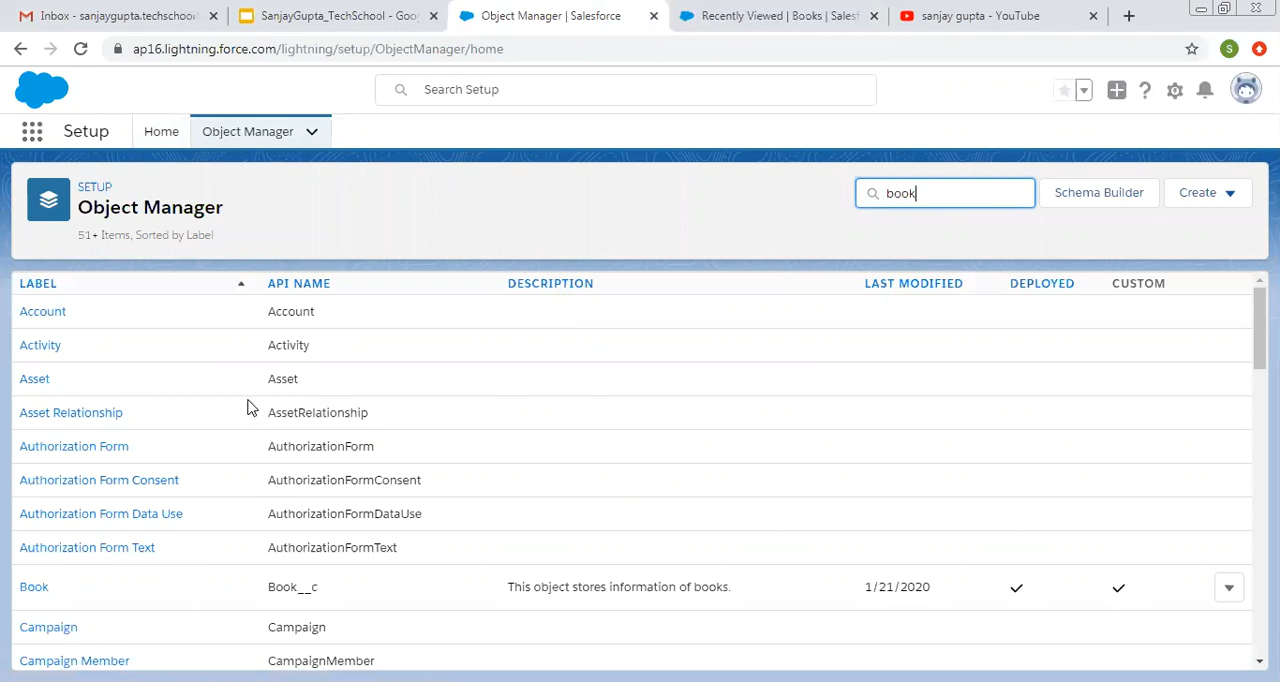 Inbox - sanjaygupta.techschool
SanjayGupta_TechSchool - Goo
Object Manager | Salesforce
Recently Viewed | Books | Salesf
sanjay gupta - YouTube
ap16.lightning.force.com/lightning/setup/ObjectManager/home
S
Search Setup
Setup
Home
Object Manager
SETUP
Object Manager
51+ Items, Sorted by Label
book
Schema Builder
Create
LABEL API NAME DESCRIPTION LAST MODIFIED DEPLOYED CUSTOM
Account Account
Activity Activity
Asset Asset
Asset Relationship AssetRelationship
Authorization Form AuthorizationForm
Authorization Form Consent AuthorizationFormConsent
Authorization Form Data Use AuthorizationFormDataUse
Authorization Form Text AuthorizationFormText
Book Book__c This object stores information of books. 1/21/2020
Campaign Campaign
Campaign Member CampaignMember